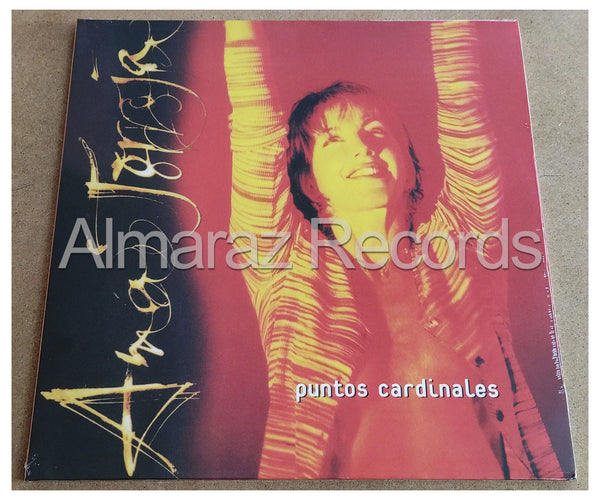 Ana Torroja
Almaraz Records
puntos cardinales